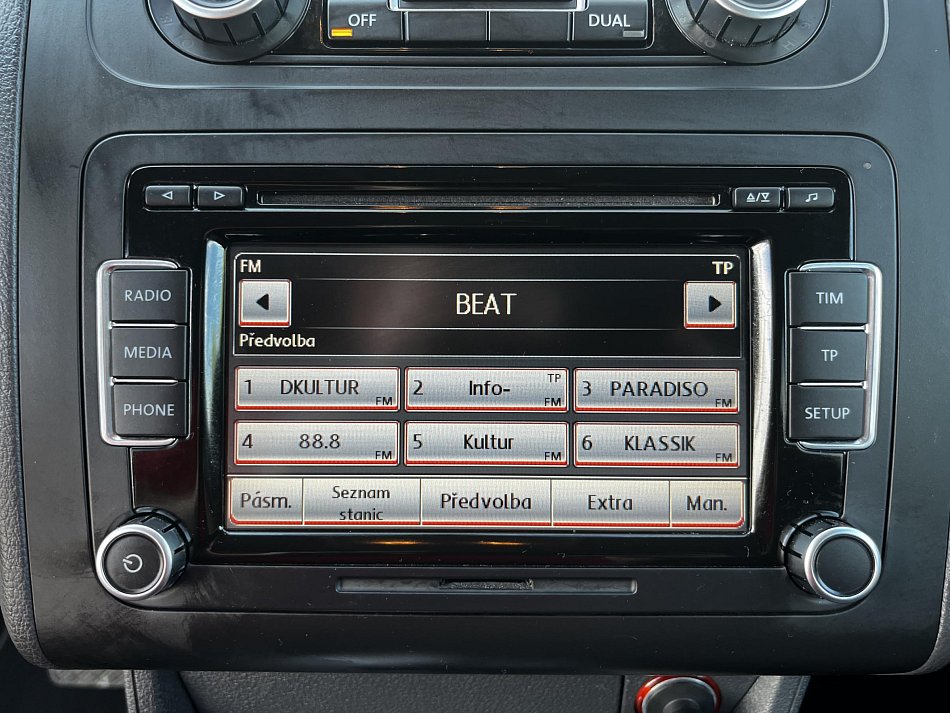 OFF DUAL
FM TP
RADIO BEAT TIM
Předvolba
MEDIA TP
1 DKULTUR FM 2 Info- TP FM 3 PARADISO FM
PHONE SETUP
4 88.8 FM 5 Kultur FM 6 KLASSIK FM
Pásm. Seznam stanic Předvolba Extra Man.